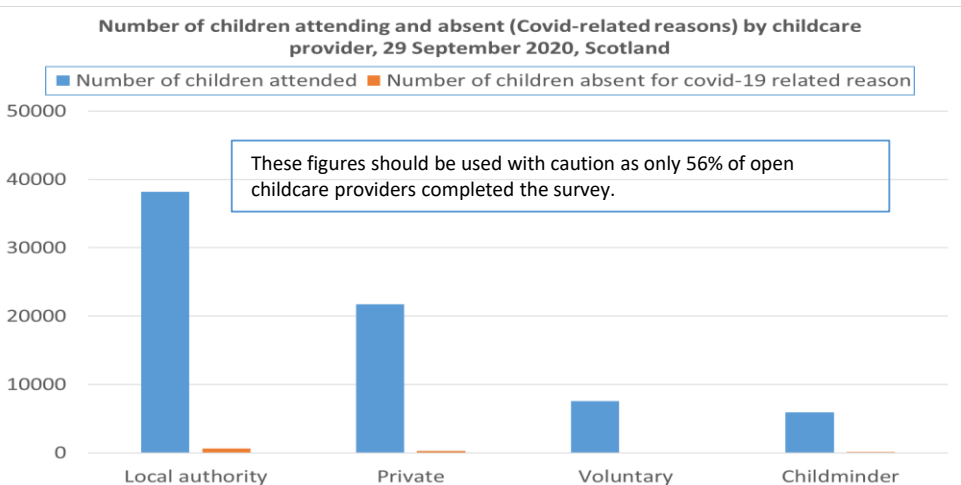 Number of children attending and absent (Covid-related reasons) by childcare
provider, 29 September 2020, Scotland
Number of children attended Number of children absent for covid-19 related reason
50000
These figures should be used with caution as only 56% of open
childcare providers completed the survey.
40000
30000
20000
10000
0
Local authority Private Voluntary Childminder